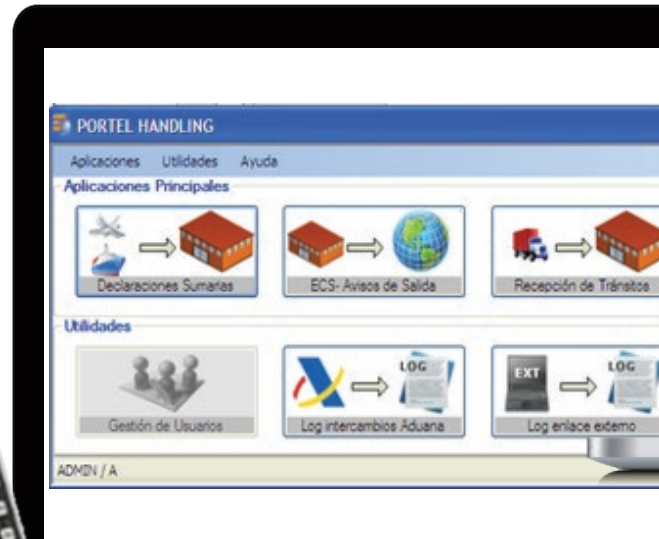 PORTEL HANDLING
Aplicaciones Utilidades Ayuda
Aplicaciones Principales
Declaraciones Sumarias
ECS- Avisos de Salida
Recepción de Tránsitos
Utilidades
LOG
EXT
LOG
Gestión de Usuarios
Log intercambios Aduana
Log enlace externo
ADMIN / A